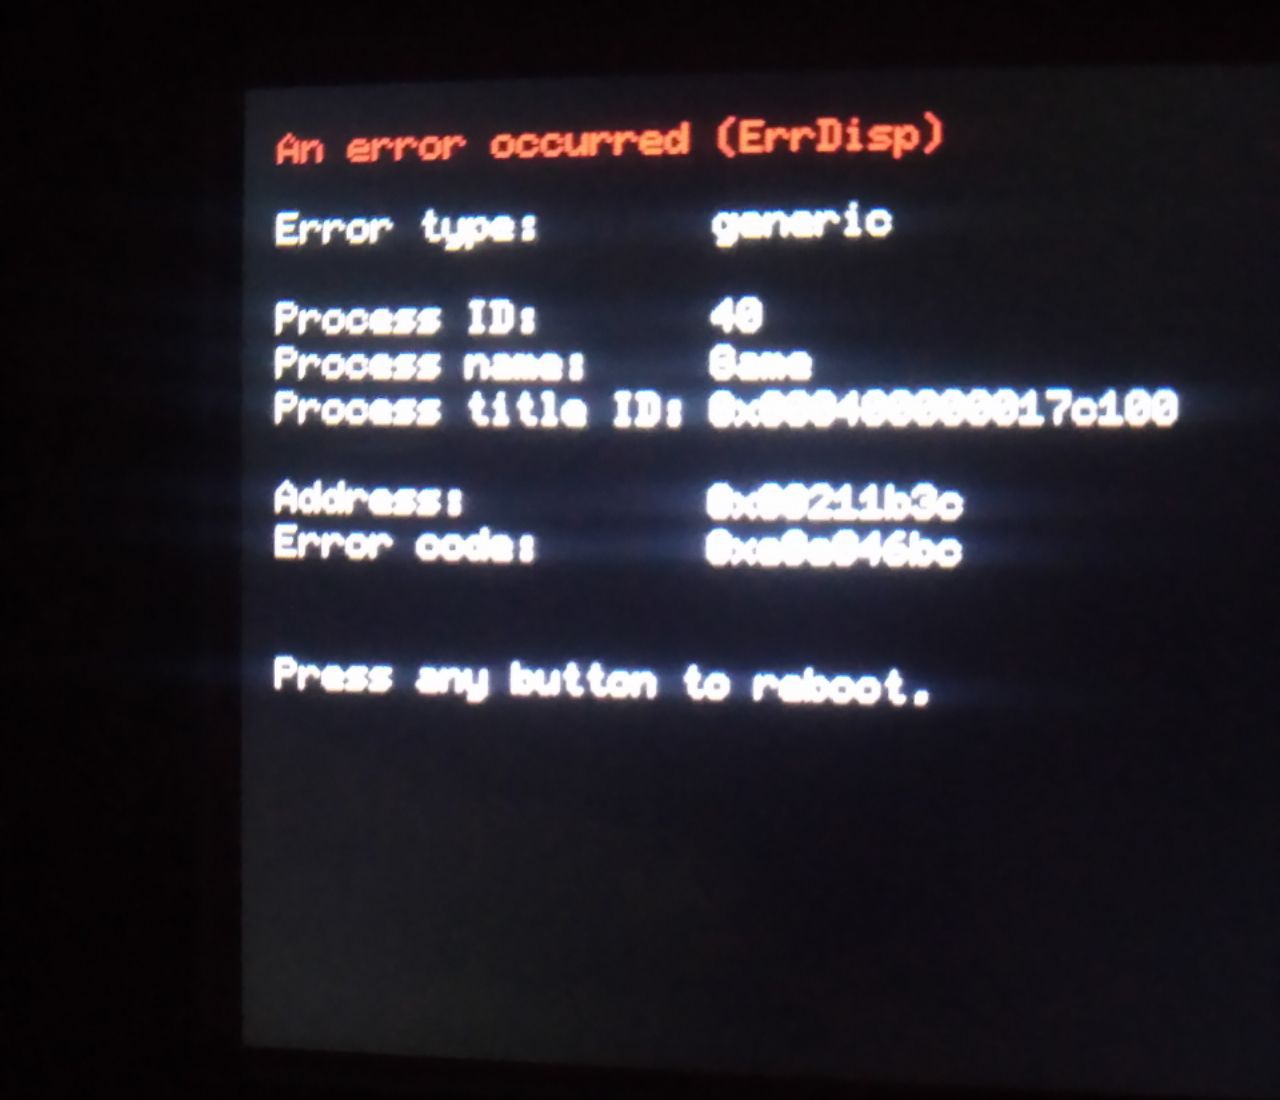 An error occurred (ErrDisp)
Error type: generic
Process ID: 40
Process name: Game
Process title ID: 0x000400000017c100
Address: 0x00211b3c
Error code: 0xe0a046bc
Press any button to reboot.